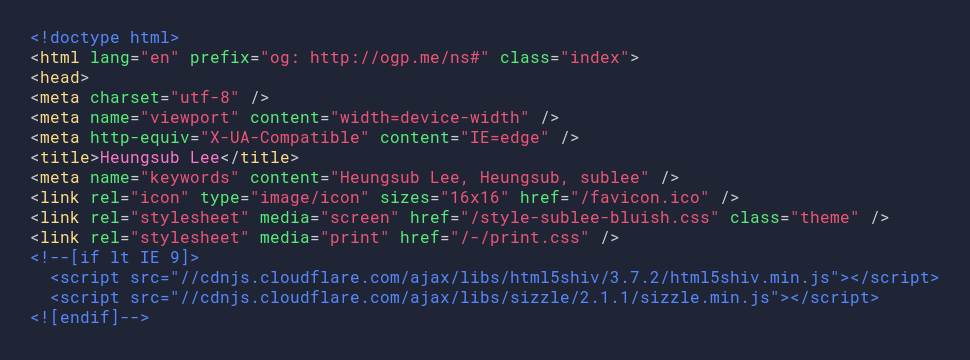 <!doctype html>
<html lang="en" prefix="og: http://ogp.me/ns#" class="index">
<head>
<meta charset="utf-8" />
<meta name="viewport" content="width=device-width" />
<meta http-equiv="X-UA-Compatible" content="IE=edge" />
<title>Heungsub Lee</title>
<meta name="keywords" content="Heungsub Lee, Heungsub, sublee" />
<link rel="icon" type="image/icon" sizes="16x16" href="/favicon.ico" />
<link rel="stylesheet" media="screen" href="/style-sublee-bluish.css" class="theme" />
<link rel="stylesheet" media="print" href="/-/print.css" />
<!--[if lt IE 9]>
  <script src="//cdnjs.cloudflare.com/ajax/libs/html5shiv/3.7.2/html5shiv.min.js"></script>
  <script src="//cdnjs.cloudflare.com/ajax/libs/sizzle/2.1.1/sizzle.min.js"></script>
<![endif]-->